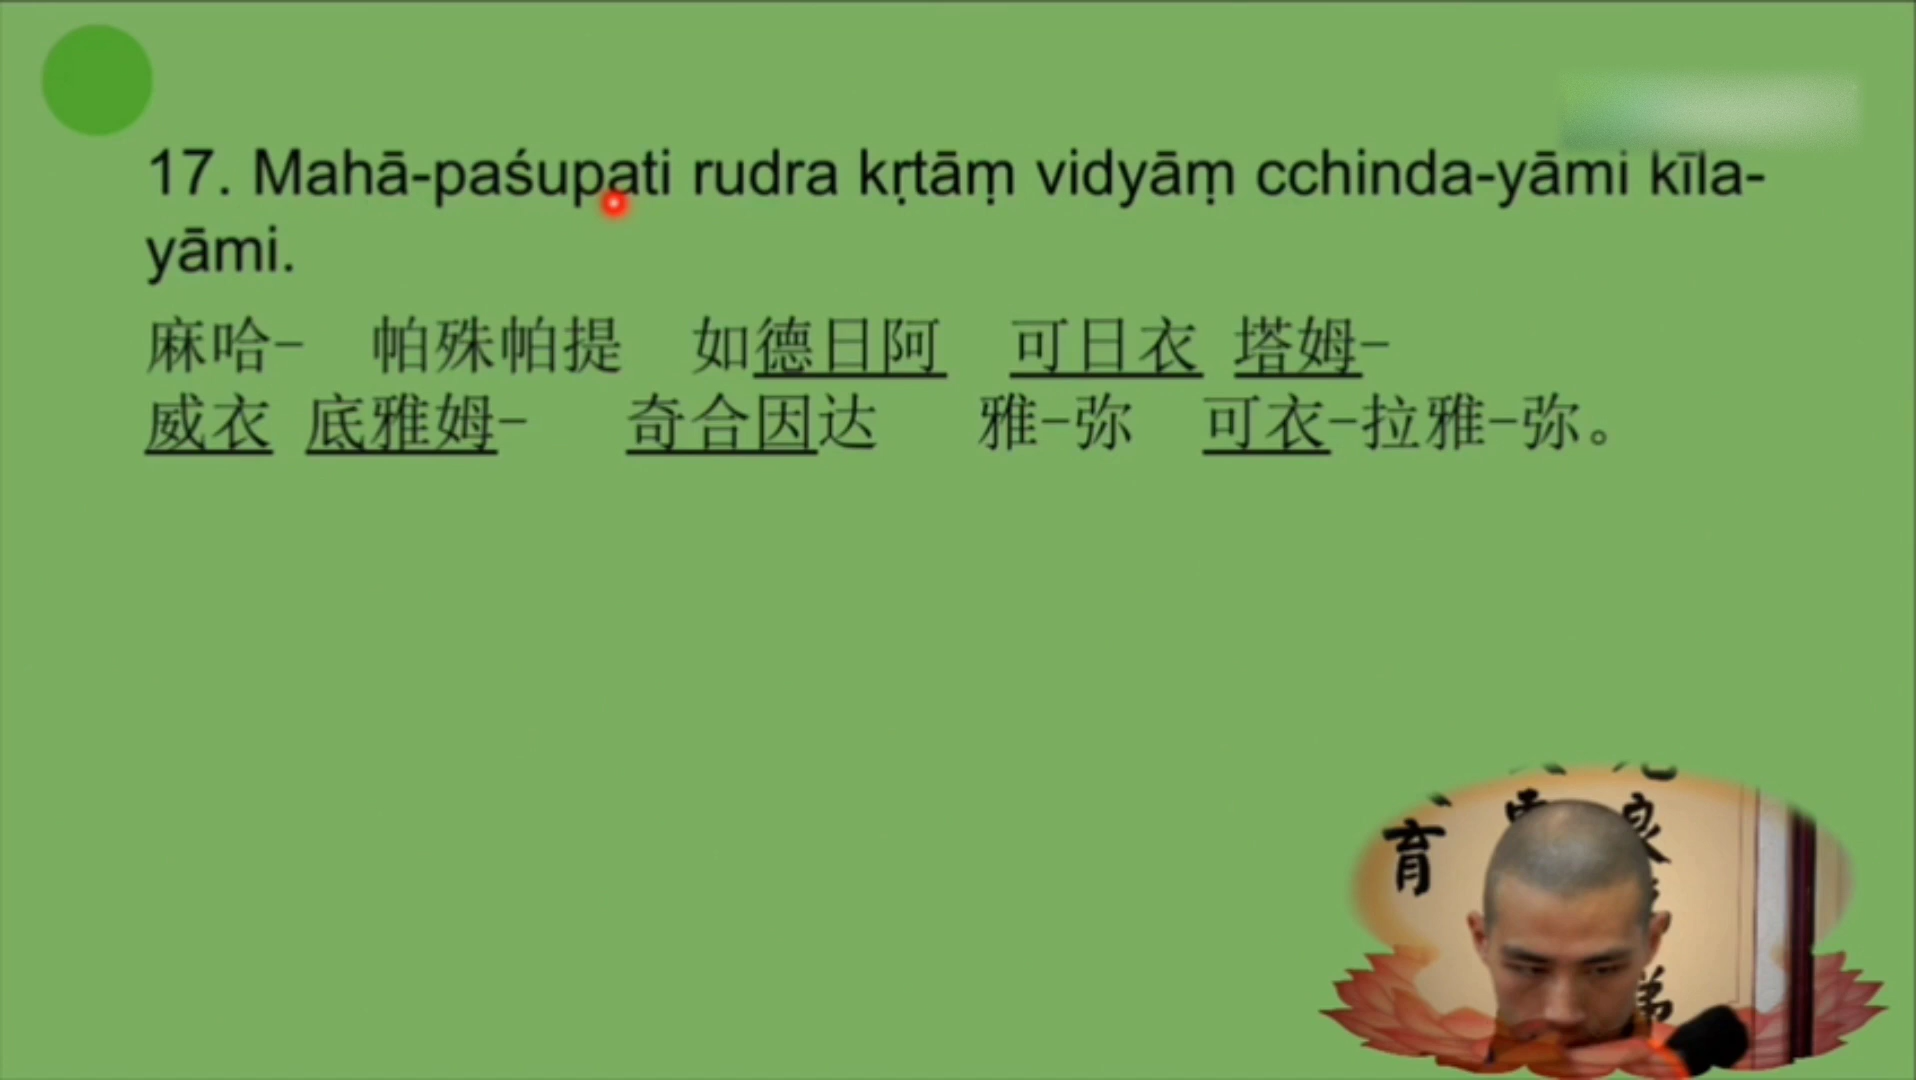 17. Mahā-paśupati rudra kṛtāṃ vidyāṃ cchinda-yāmi kīla-
yāmi.
麻哈- 帕殊帕提 如德日阿 可日衣 塔姆-
威衣 底雅姆- 奇合因达 雅-弥 可衣-拉雅-弥。
育